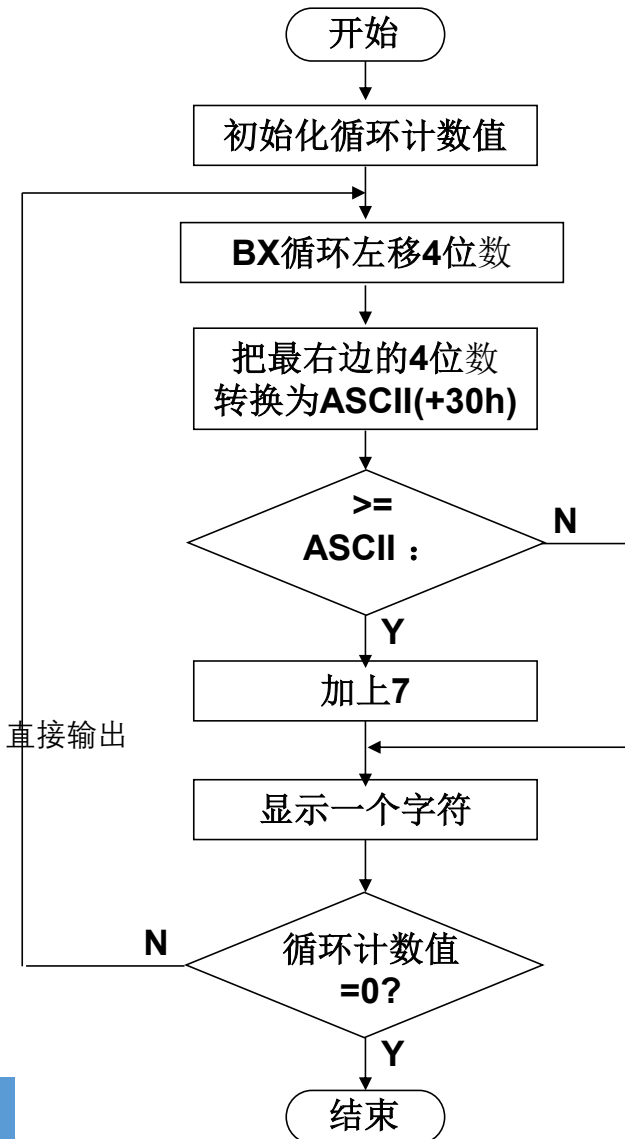 开始
初始化循环计数值
BX循环左移4位数
把最右边的4位数
转换为ASCII(+30h)
>=
ASCII：
N
Y
加上7
直接输出
显示一个字符
循环计数值
=0?
N
Y
结束